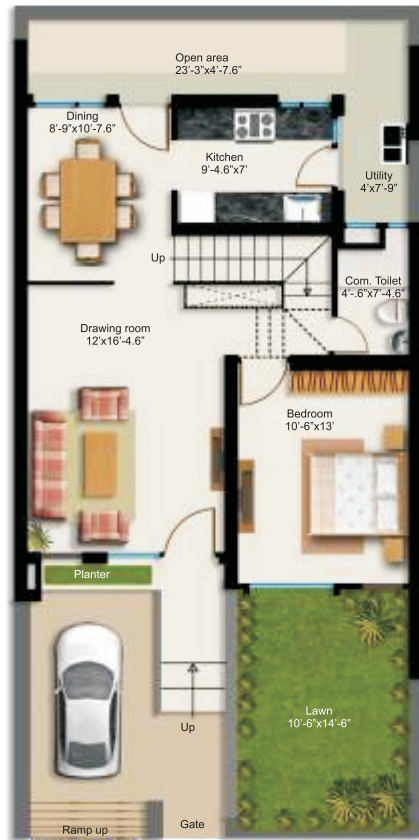 Open area
23'-3"x4'-7.6"
Dining
8'-9"x10'-7.6"
Kitchen
9'-4.6"x7'
Utility
4'x7'-9"
Up
Com. Toilet
4'-.6"x7'-4.6"
Drawing room
12'x16'-4.6"
Bedroom
10'-6"x13'
Planter
Lawn
10'-6"x14'-6"
Up
Gate
Ramp up